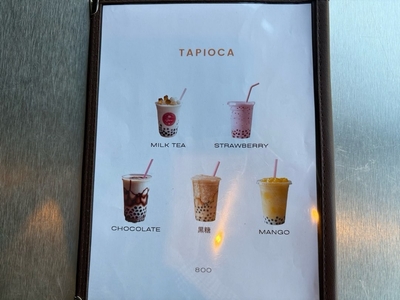 TAPIOCA
MILK TEA
STRAWBERRY
CHOCOLATE
黒糖
MANGO
800